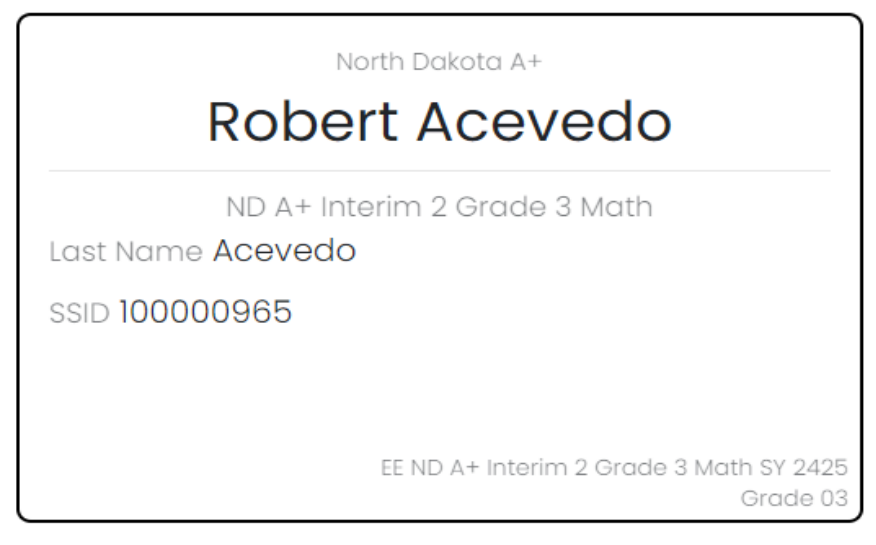 North Dakota A+
Robert Acevedo
ND A+ Interim 2 Grade 3 Math
Last Name Acevedo
SSID 100000965
EE ND A+ Interim 2 Grade 3 Math SY 2425
Grade 03